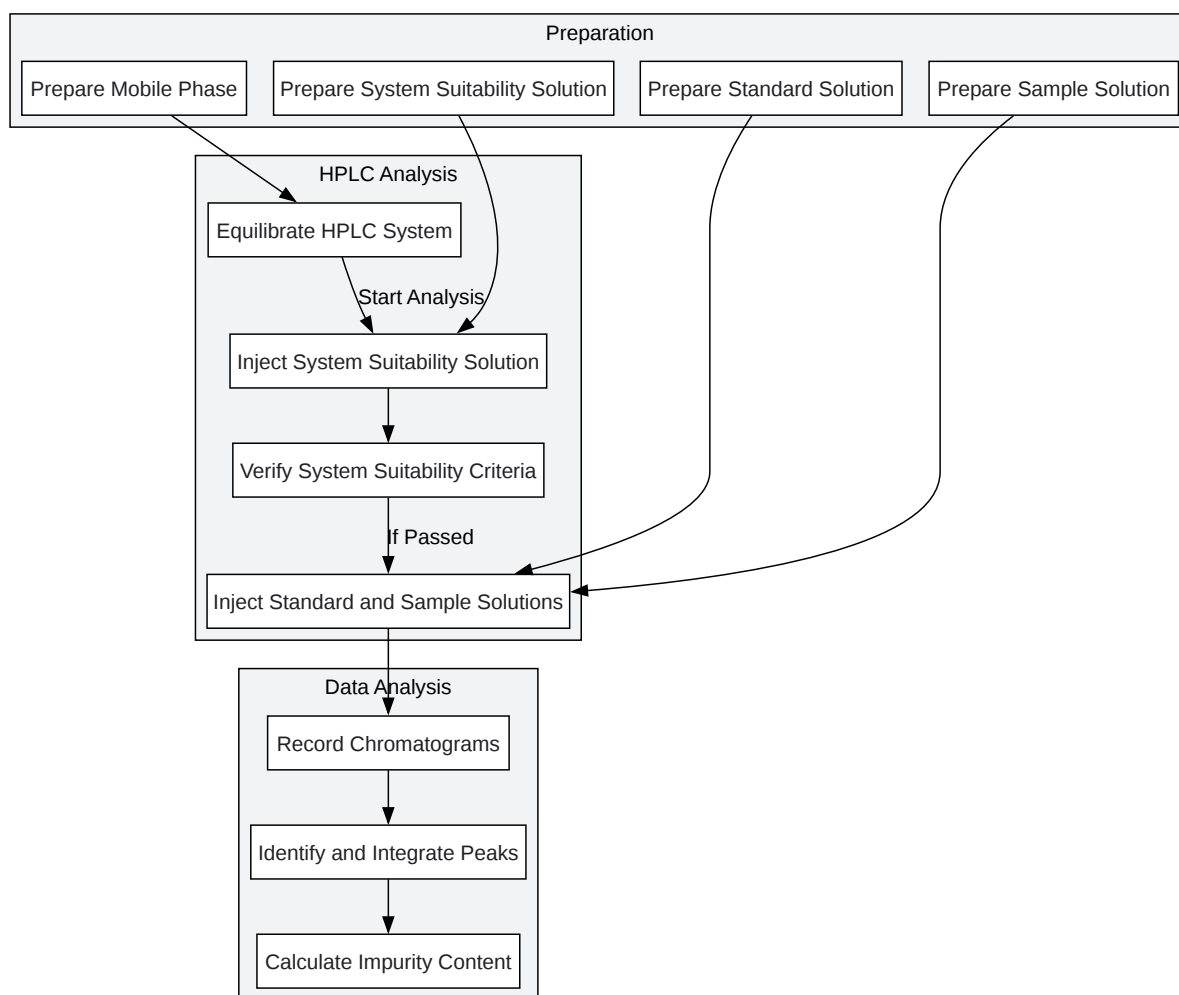 Preparation
Prepare Mobile Phase
Prepare System Suitability Solution
Prepare Standard Solution
Prepare Sample Solution
HPLC Analysis
Equilibrate HPLC System
Start Analysis
Inject System Suitability Solution
Verify System Suitability Criteria
If Passed
Inject Standard and Sample Solutions
Data Analysis
Record Chromatograms
Identify and Integrate Peaks
Calculate Impurity Content